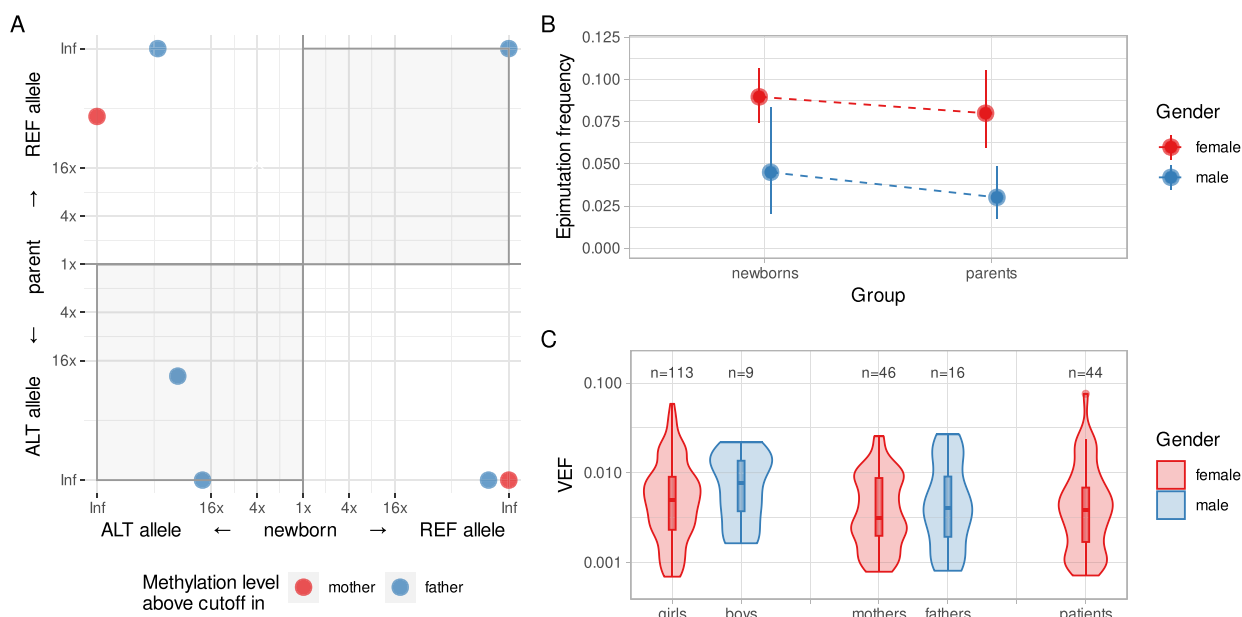 A
Inf
16x
4x
1x
4x
16x
Inf
ALT allele ← parent → REF allele
Inf 16x 4x 1x 4x 16x Inf
ALT allele ← newborn → REF allele
Methylation level
above cutoff in
mother
father
B
0.125
0.100
0.075
0.050
0.025
0.000
Epimutation frequency
newborns parents
Group
Gender
female
male
C
n=113 n=9 n=46 n=16 n=44
0.100
0.010
0.001
VEF
girls boys mothers fathers patients
Gender
female
male